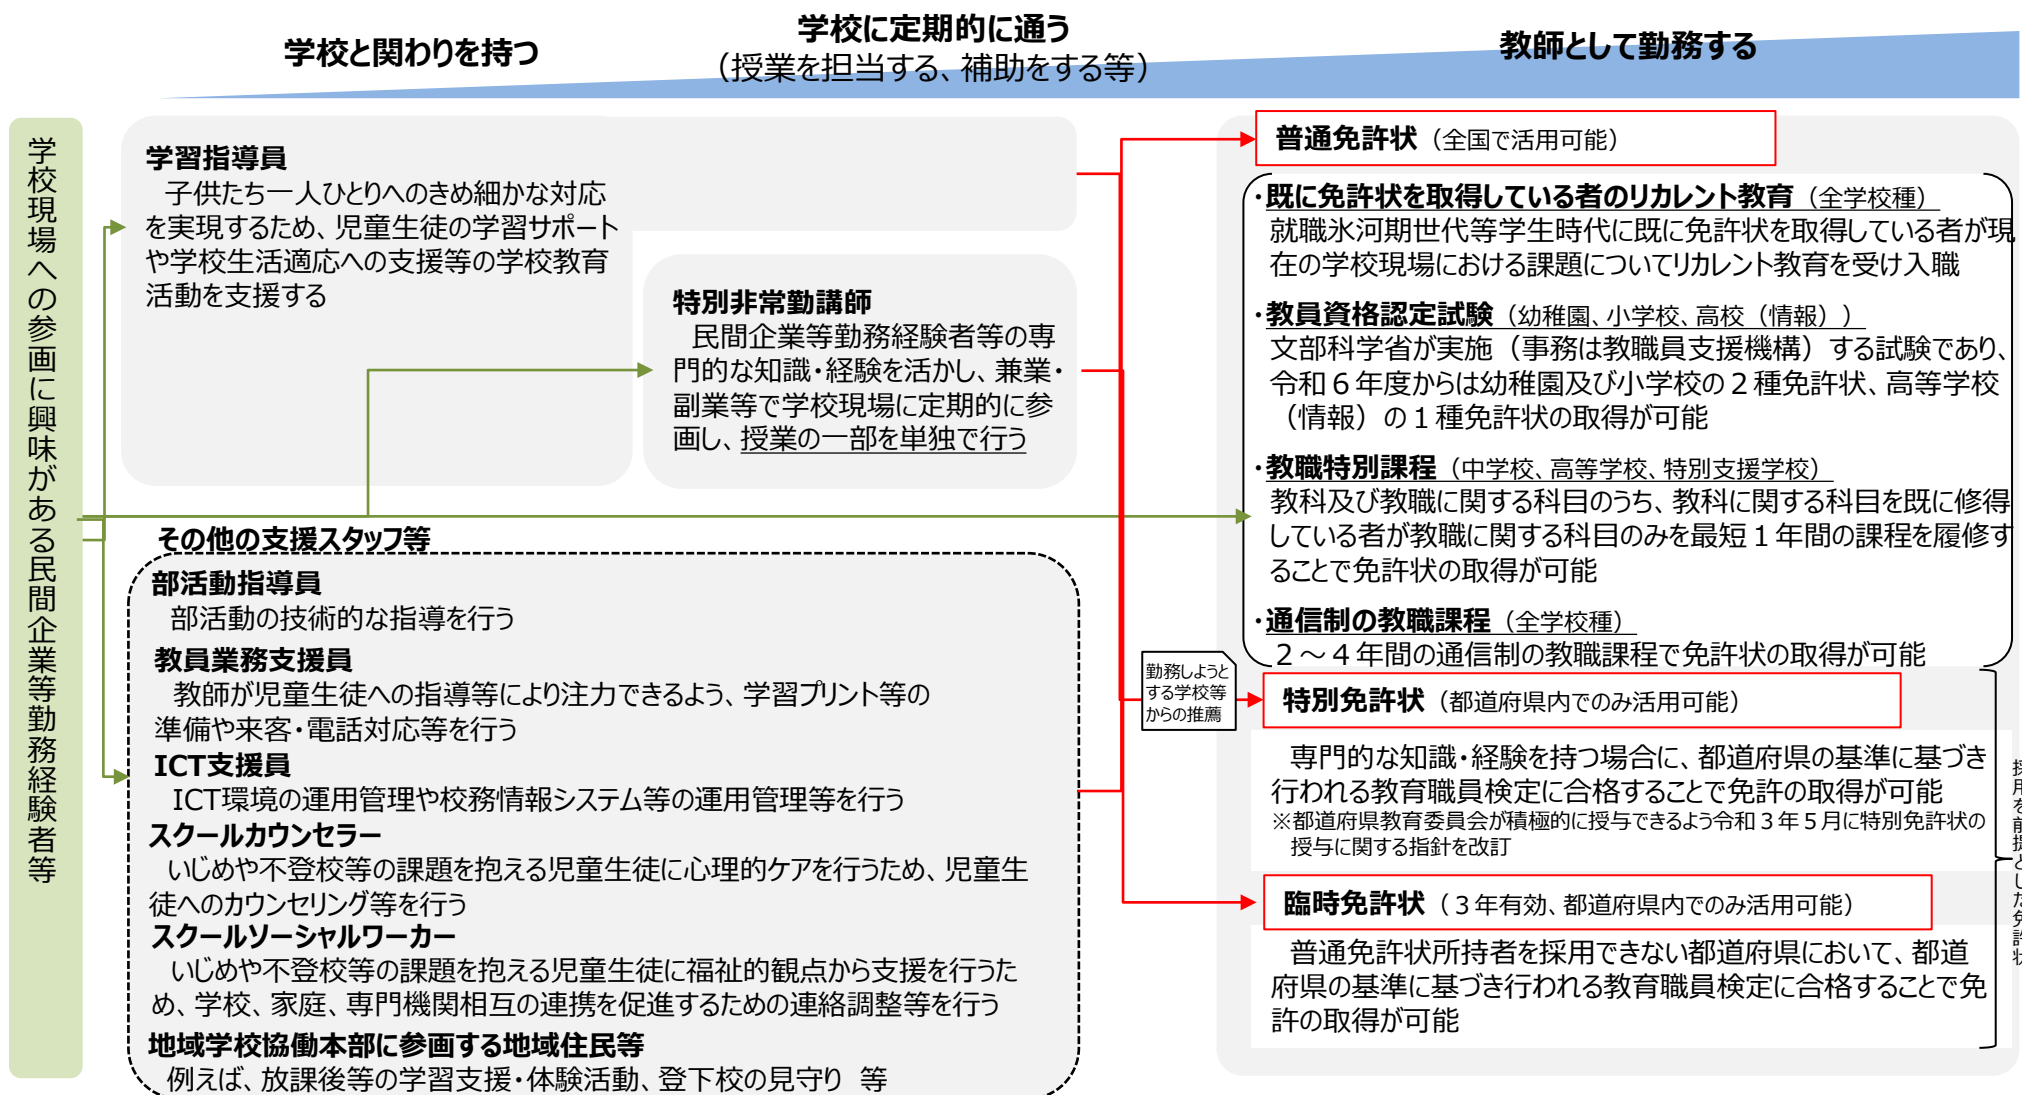 学校と関わりを持つ
学校に定期的に通う
（授業を担当する、補助をする等）
教師として勤務する
学校現場への参画に興味がある民間企業等勤務経験者等
学習指導員
子供たち一人ひとりへのきめ細かな対応
を実現するため、児童生徒の学習サポート
や学校生活適応への支援等の学校教育
活動を支援する
特別非常勤講師
民間企業等勤務経験者等の専
門的な知識・経験を活かし、兼業・
副業等で学校現場に定期的に参
画し、授業の一部を単独で行う
その他の支援スタッフ等
部活動指導員
部活動の技術的な指導を行う
教員業務支援員
教師が児童生徒への指導等により注力できるよう、学習プリント等の
準備や来客・電話対応等を行う
ICT支援員
ICT環境の運用管理や校務情報システム等の運用管理等を行う
スクールカウンセラー
いじめや不登校等の課題を抱える児童生徒に心理的ケアを行うため、児童生
徒へのカウンセリング等を行う
スクールソーシャルワーカー
いじめや不登校等の課題を抱える児童生徒に福祉的観点から支援を行うた
め、学校、家庭、専門機関相互の連携を促進するための連絡調整等を行う
地域学校協働本部に参画する地域住民等
例えば、放課後等の学習支援・体験活動、登下校の見守り 等
普通免許状（全国で活用可能）
・既に免許状を取得している者のリカレント教育（全学校種）
就職氷河期世代等学生時代に既に免許状を取得している者が現
在の学校現場における課題についてリカレント教育を受け入職
・教員資格認定試験（幼稚園、小学校、高校（情報））
文部科学省が実施（事務は教職員支援機構）する試験であり、
令和６年度からは幼稚園及び小学校の２種免許状、高等学校
（情報）の１種免許状の取得が可能
・教職特別課程（中学校、高等学校、特別支援学校）
教科及び教職に関する科目のうち、教科に関する科目を既に修得
している者が教職に関する科目のみを最短１年間の課程を履修す
ることで免許状の取得が可能
・通信制の教職課程（全学校種）
２～４年間の通信制の教職課程で免許状の取得が可能
勤務しようと
する学校等
からの推薦
特別免許状（都道府県内でのみ活用可能）
専門的な知識・経験を持つ場合に、都道府県の基準に基づき
行われる教育職員検定に合格することで免許の取得が可能
※都道府県教育委員会が積極的に授与できるよう令和３年５月に特別免許状の
授与に関する指針を改訂
臨時免許状（３年有効、都道府県内でのみ活用可能）
普通免許状所持者を採用できない都道府県において、都道
府県の基準に基づき行われる教育職員検定に合格することで免
許の取得が可能
採用を前提とした免許状